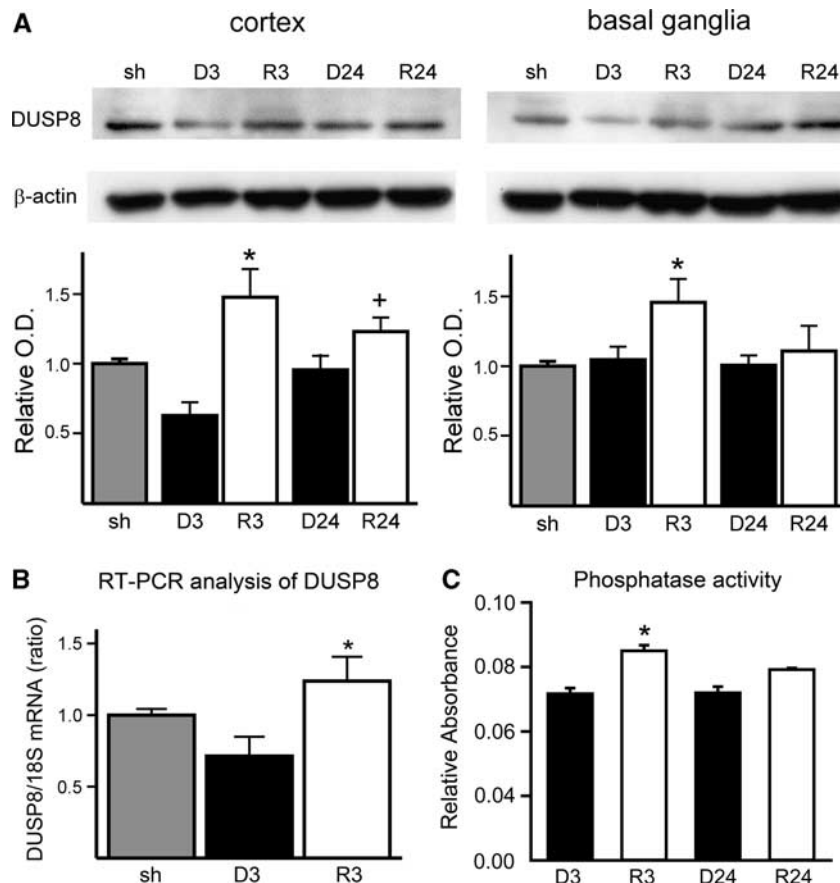 A
cortex
basal ganglia
sh D3 R3 D24 R24
sh D3 R3 D24 R24
DUSP8
β-actin
Relative O.D.
1.5
1.0
0.5
*
+
sh D3 R3 D24 R24
Relative O.D.
1.5
1.0
0.5
*
sh D3 R3 D24 R24
B
RT-PCR analysis of DUSP8
DUSP8/18S mRNA (ratio)
1.5
1.0
0.5
*
sh D3 R3
C
Phosphatase activity
Relative Absorbance
0.10
0.08
0.06
0.04
0.02
0.00
*
D3 R3 D24 R24